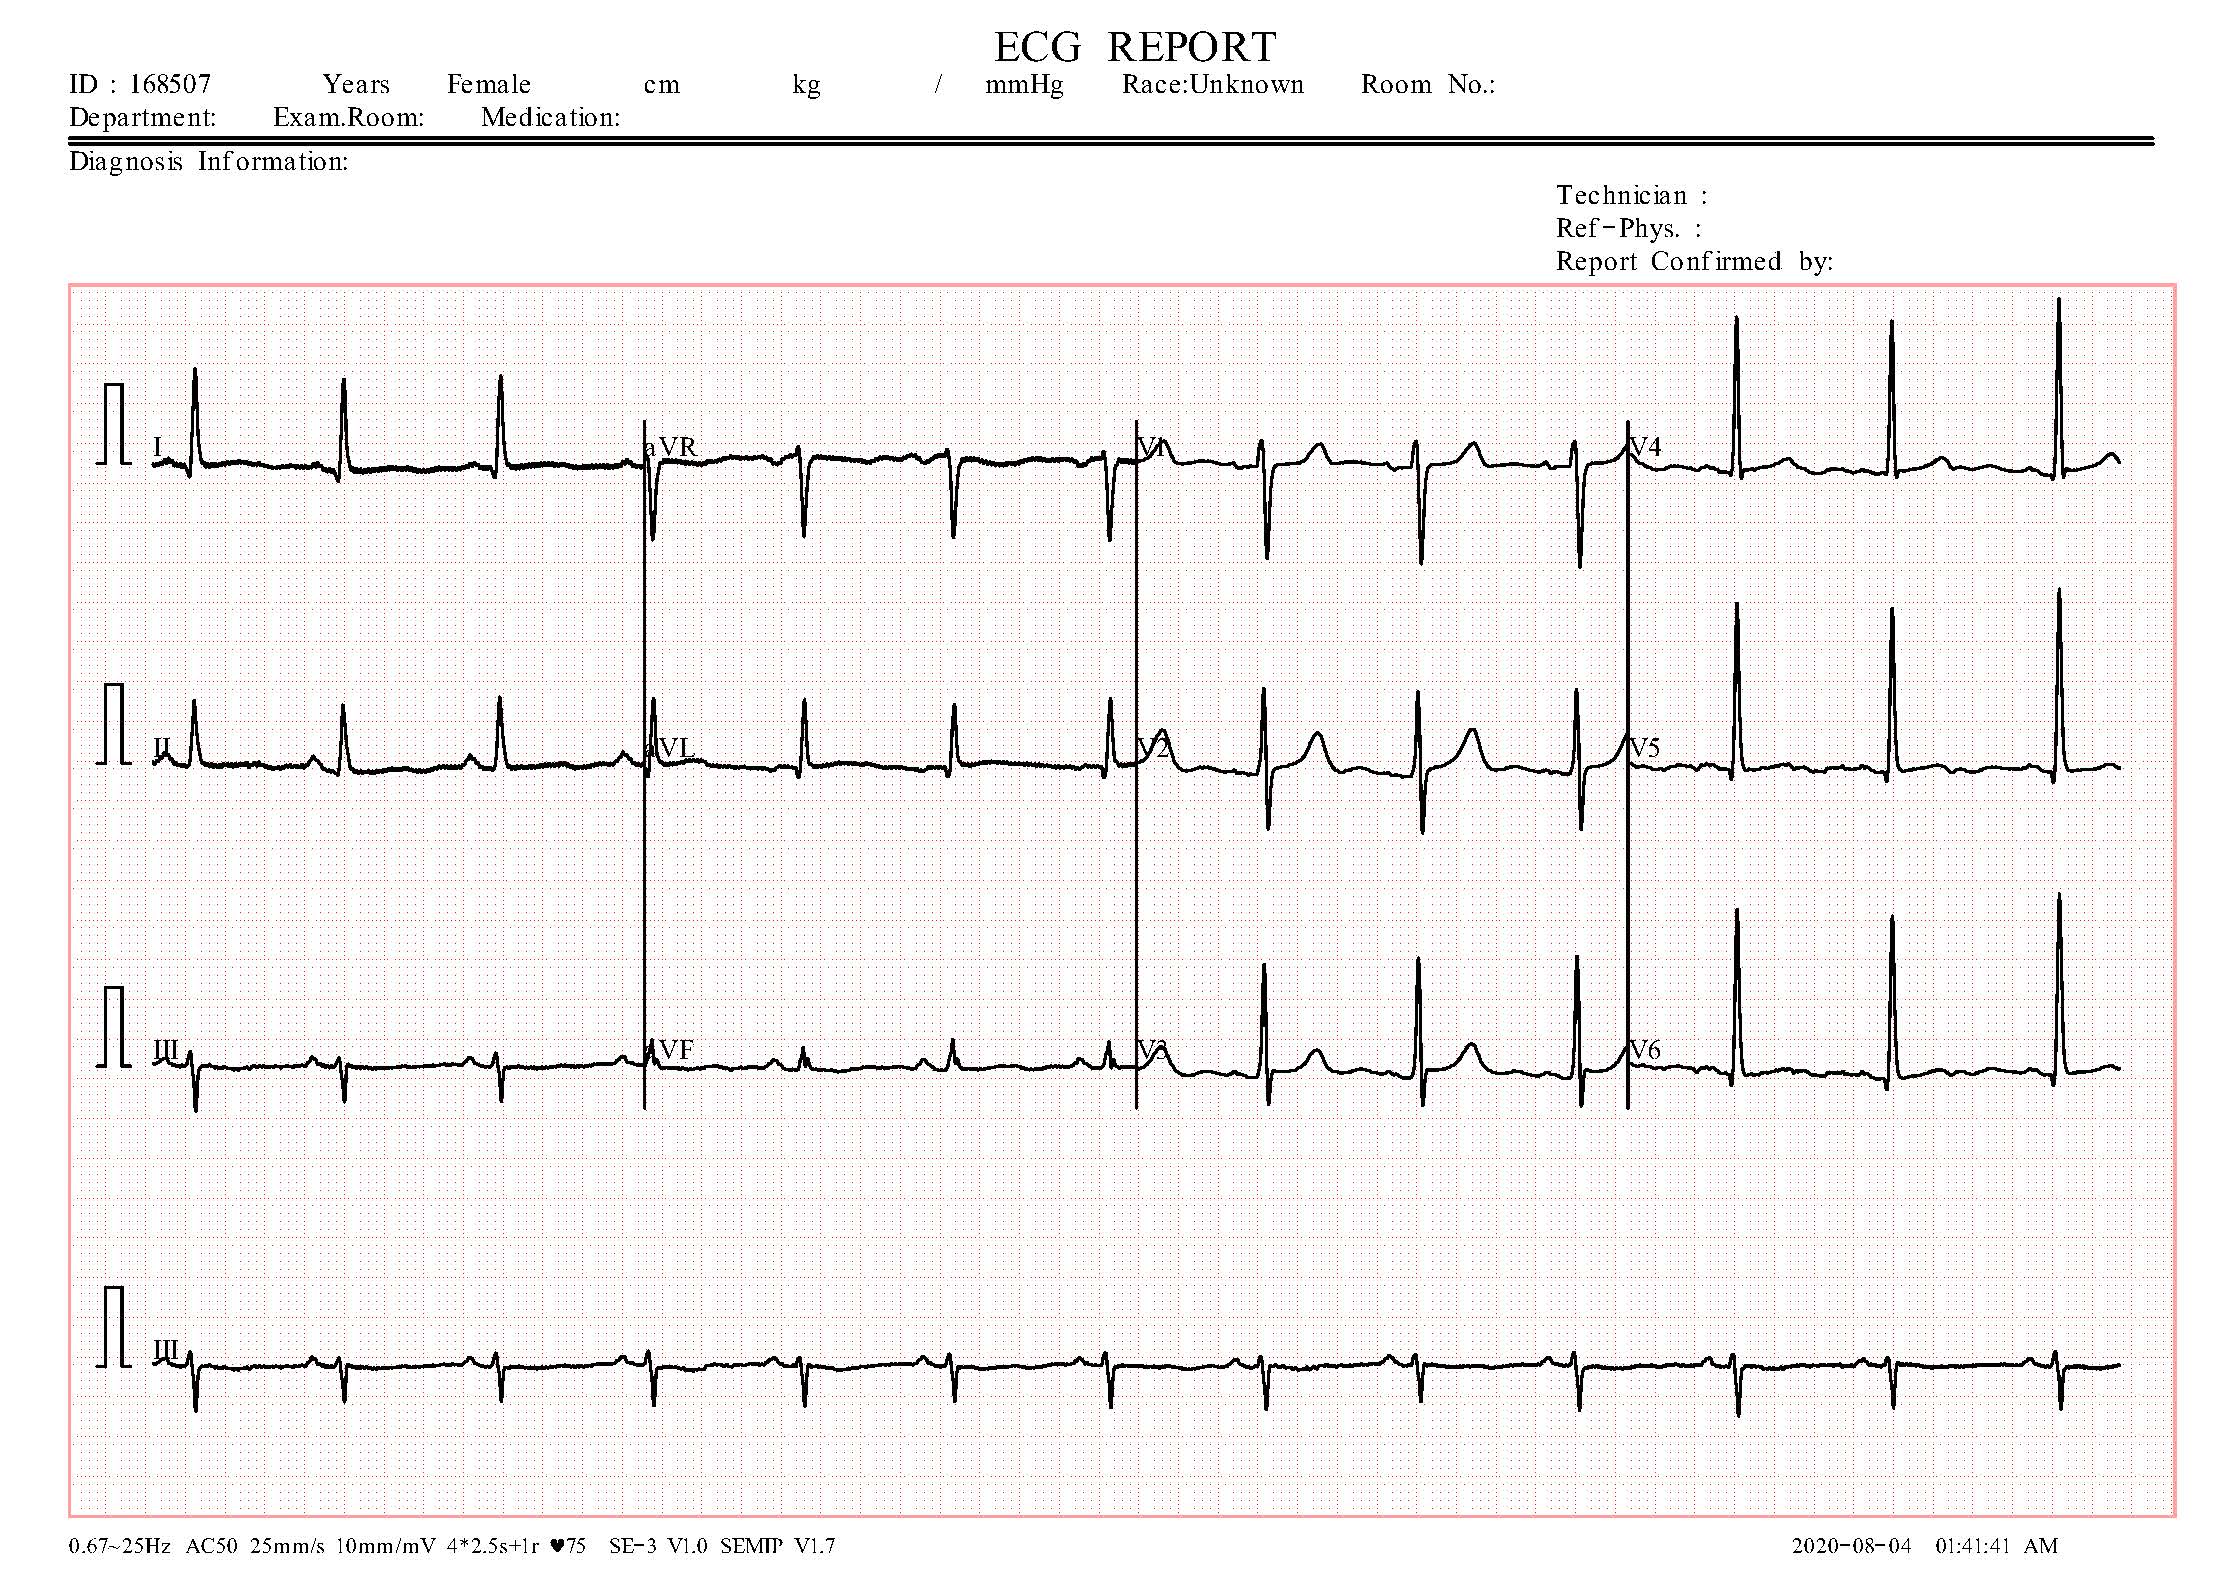 ECG REPORT
ID : 168507 Years Female cm kg / mmHg Race:Unknown Room No.:
Department: Exam.Room: Medication:
Diagnosis Information:
Technician :
Ref-Phys. :
Report Confirmed by:
I aVR V1 V4
II aVL V2 V5
III aVF V3 V6
III
0.67~25Hz AC50 25mm/s 10mm/mV 4*2.5s+1r ♥75 SE-3 V1.0 SEMIP V1.7 2020-08-04 01:41:41 AM